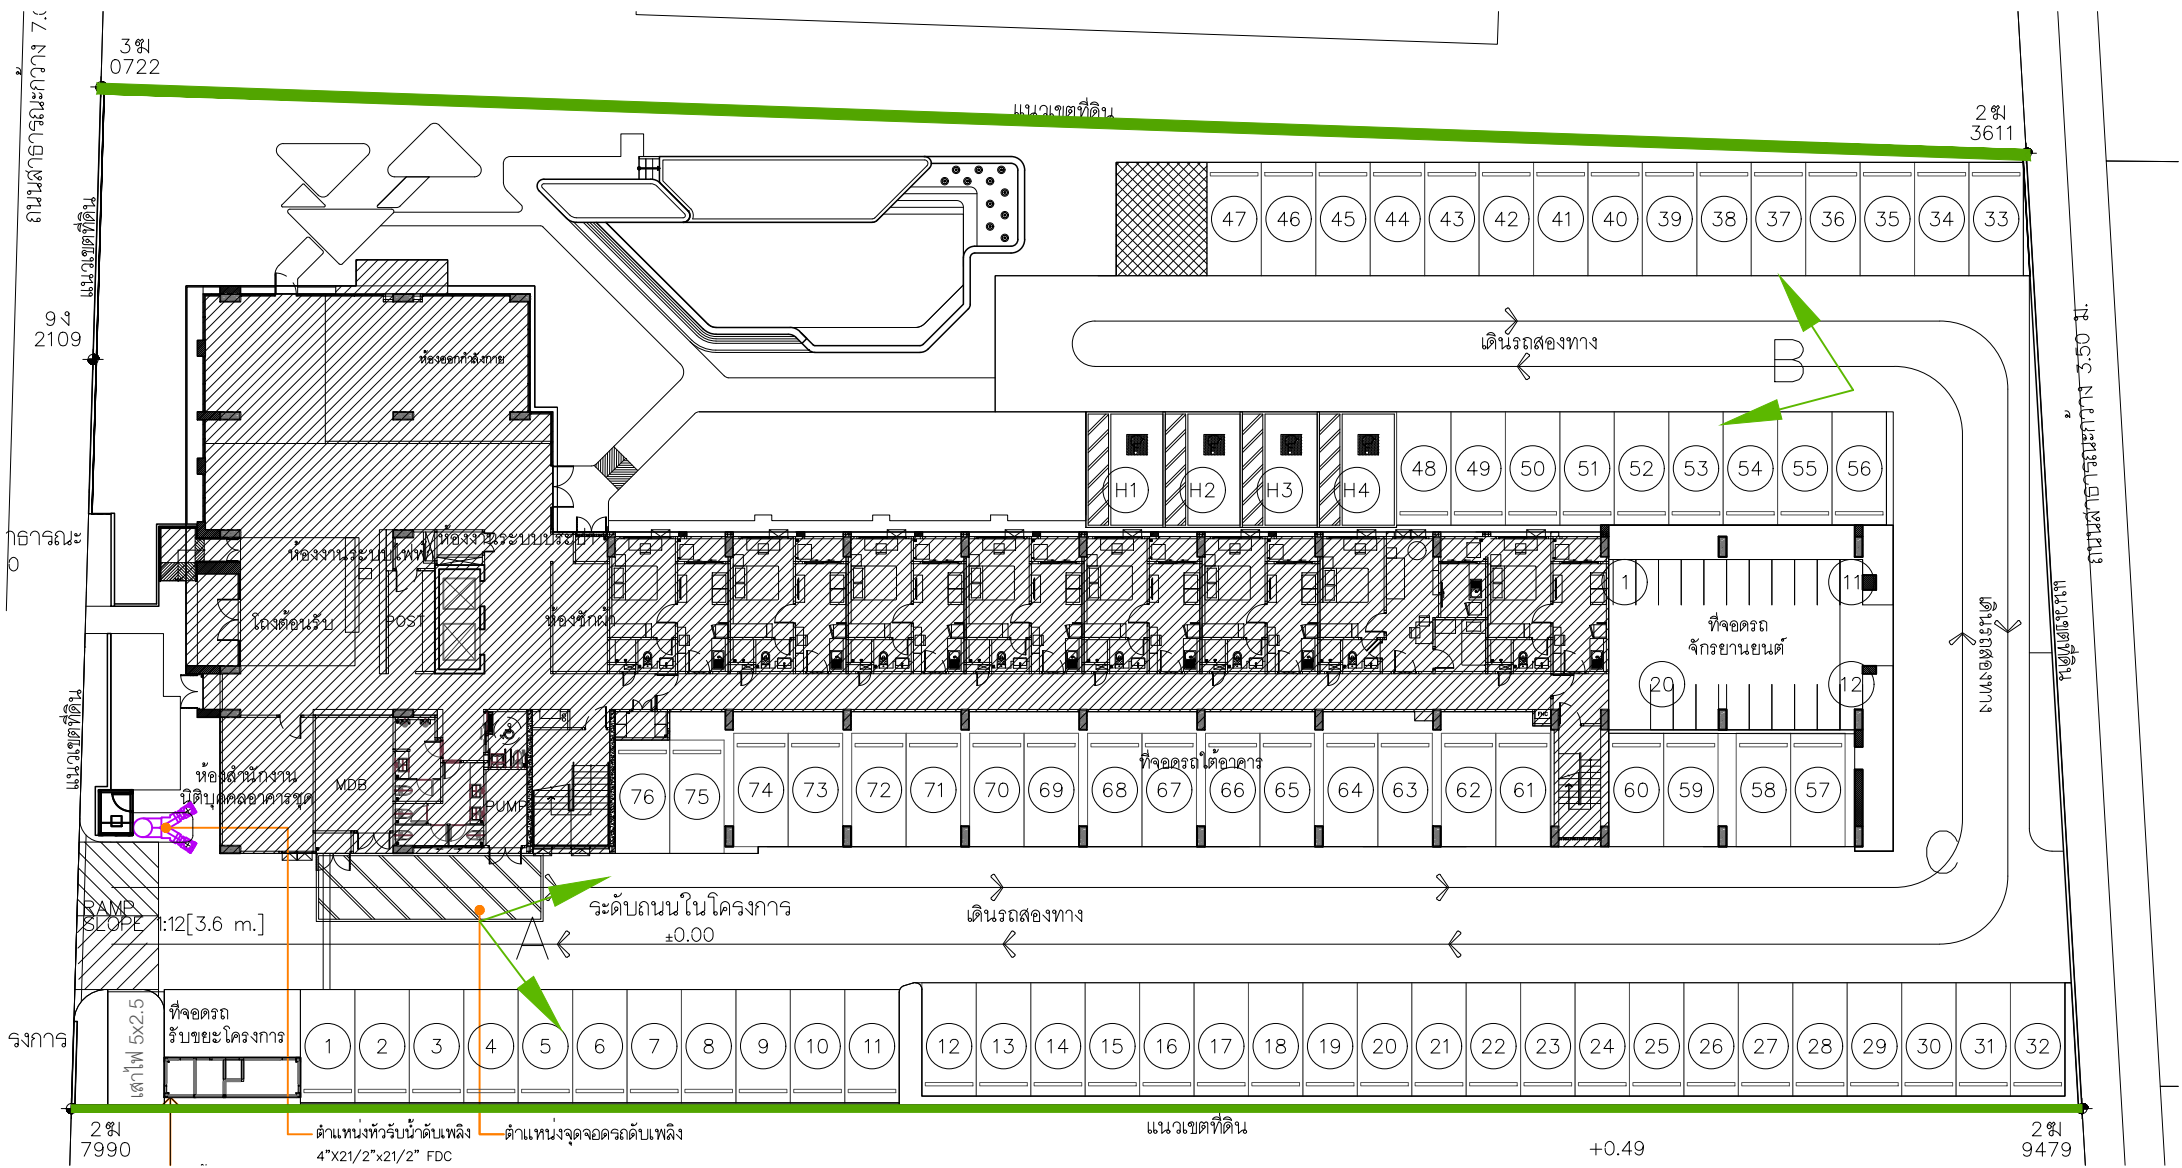 3ฆ
0722
แนวเขตที่ดิน
2ฆ
3611
แนวเขตที่ดิน
9ง
2109
47 46 45 44 43 42 41 40 39 38 37 36 35 34 33
เดินรถสองทาง
B
ห้องออกกำลังกาย
H1 H2 H3 H4 48 49 50 51 52 53 54 55 56
ห้องงานระบบไฟฟ้า
ห้องงานระบบประปา
โถงต้อนรับ
POST
ห้องซักผ้า
1 11
ที่จอดรถ
จักรยานยนต์
20 12
เดินรถสองทาง
แนวเขตที่ดิน
แนวเขตที่ดิน
ห้องสำนักงาน
นิติบุคคลอาคารชุด
MDB
PUMP
ที่จอดรถใต้อาคาร
76 75 74 73 72 71 70 69 68 67 66 65 64 63 62 61 60 59 58 57
RAMP
SLOPE 1:12[3.6 m.]
A
ระดับถนนในโครงการ
±0.00
เดินรถสองทาง
เสาไฟ 5x2.5
ที่จอดรถ
รับขยะโครงการ
1 2 3 4 5 6 7 8 9 10 11 12 13 14 15 16 17 18 19 20 21 22 23 24 25 26 27 28 29 30 31 32
รงการ
2ฆ
7990
ตำแหน่งหัวรับน้ำดับเพลิง
4"X21/2"x21/2" FDC
ตำแหน่งจุดจอดรถดับเพลิง
แนวเขตที่ดิน
+0.49
2ฆ
9479